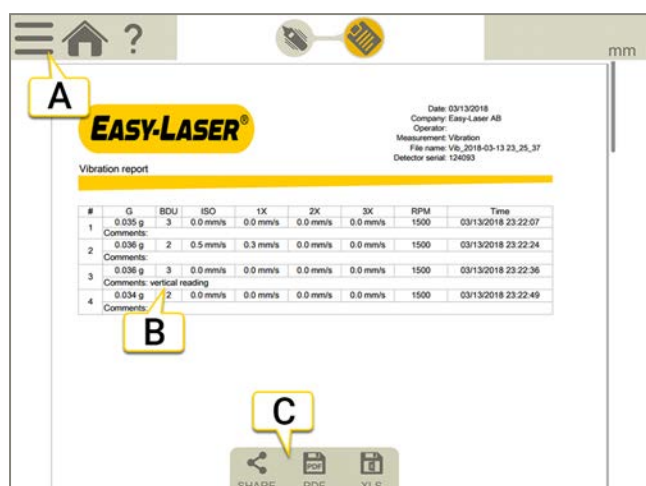 ?
mm
A
EASY-LASER®
Date: 03/13/2018
Company: Easy-Laser AB
Operator:
Measurement: Vibration
File name: Vib_2018-03-13 23_25_37
Detector serial: 124093
Vibration report
# G BDU ISO 1X 2X 3X RPM Time
1 0.035 g 3 0.0 mm/s 0.0 mm/s 0.0 mm/s 0.0 mm/s 1500 03/13/2018 23:22:07
Comments:
2 0.036 g 2 0.5 mm/s 0.3 mm/s 0.0 mm/s 0.0 mm/s 1500 03/13/2018 23:22:24
Comments:
3 0.036 g 3 0.0 mm/s 0.0 mm/s 0.0 mm/s 0.0 mm/s 1500 03/13/2018 23:22:36
Comments: vertical reading
4 0.034 g 2 0.0 mm/s 0.0 mm/s 0.0 mm/s 0.0 mm/s 1500 03/13/2018 23:22:49
Comments:
B
C
PDF
SHARE PDF XLS